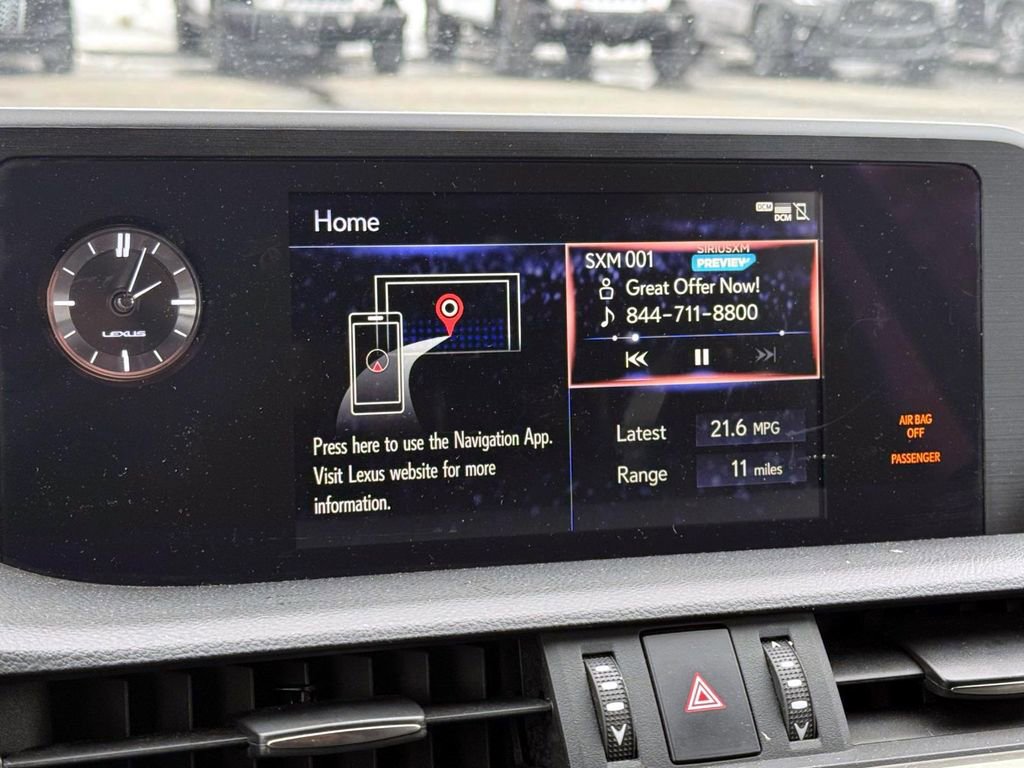 Home
DCM
DCM
LEXUS
Press here to use the Navigation App.
Visit Lexus website for more
information.
SXM 001
SIRIUSXM
PREVIEW
Great Offer Now!
844-711-8800
Latest
21.6 MPG
Range
11 miles
AIR BAG
OFF
PASSENGER